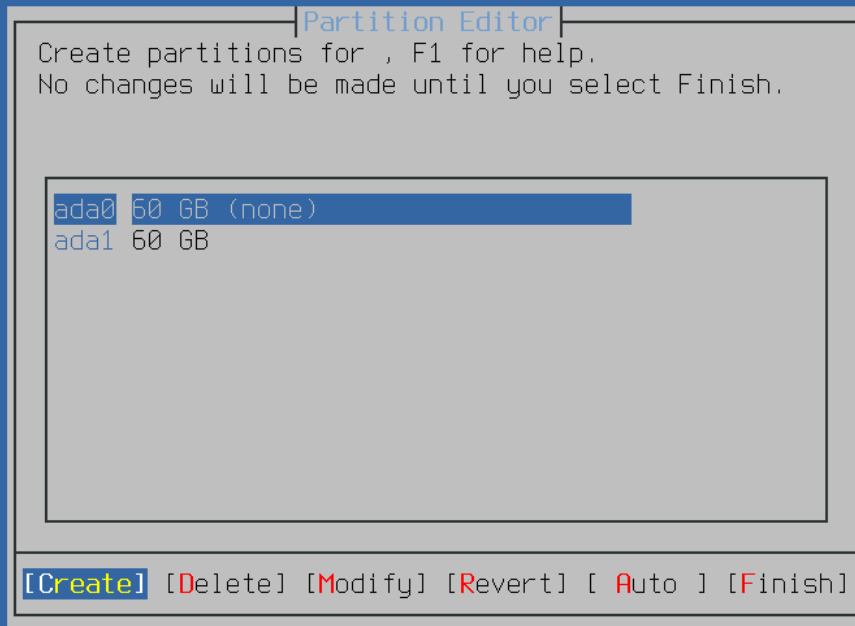 Partition Editor
Create partitions for , F1 for help.
No changes will be made until you select Finish.
ada0 60 GB (none)
ada1 60 GB
[Create] [Delete] [Modify] [Revert] [ Auto ] [Finish]